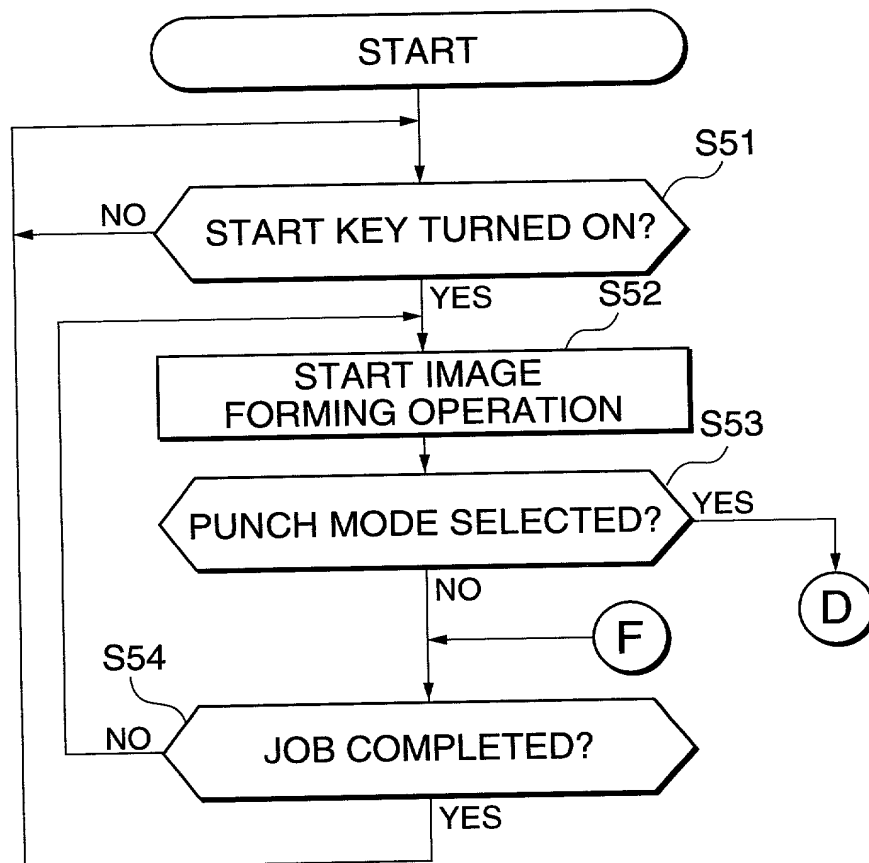 START
S51
NO
START KEY TURNED ON?
YES
S52
START IMAGE
FORMING OPERATION
S53
PUNCH MODE SELECTED?
YES
NO
D
F
S54
NO
JOB COMPLETED?
YES